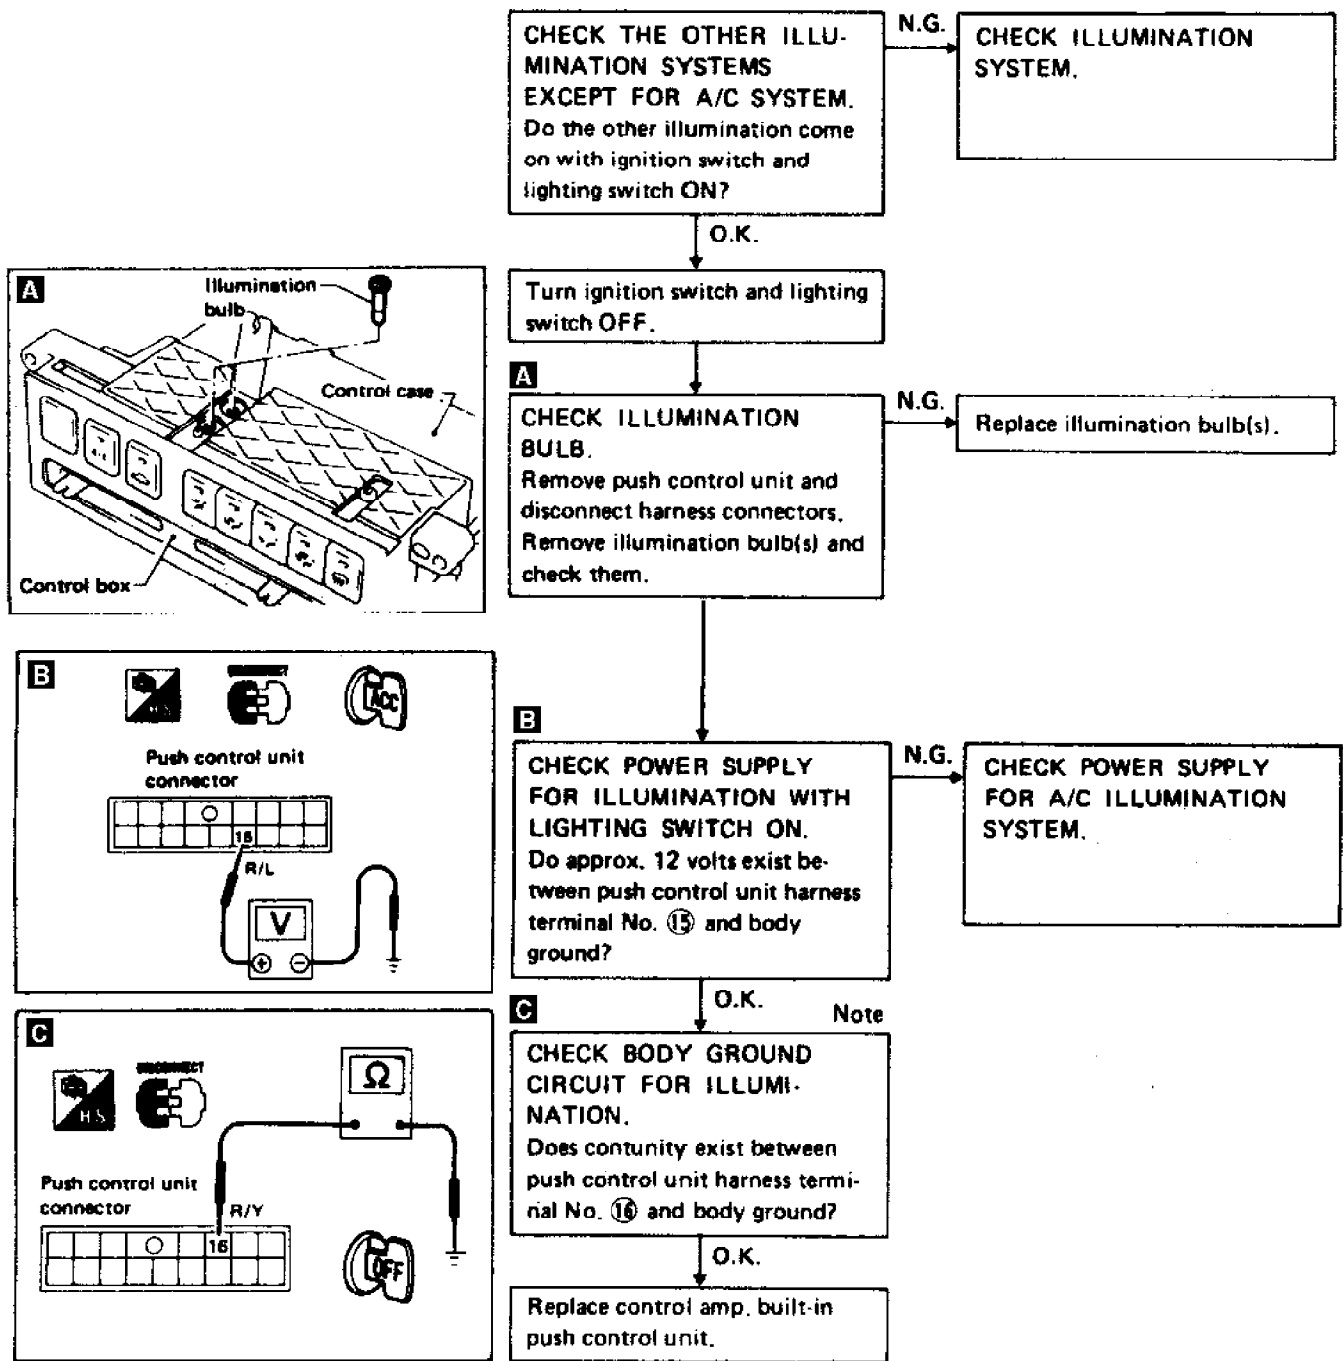 CHECK THE OTHER ILLU-
MINATION SYSTEMS
EXCEPT FOR A/C SYSTEM.
Do the other illumination come
on with ignition switch and
lighting switch ON?
N.G.
CHECK ILLUMINATION
SYSTEM.
O.K.
Turn ignition switch and lighting
switch OFF.
A
Illumination
bulb
Control case
Control box
A
CHECK ILLUMINATION
BULB.
Remove push control unit and
disconnect harness connectors.
Remove illumination bulb(s) and
check them.
N.G.
Replace illumination bulb(s).
B
DISCONNECT
ACC
Push control unit
connector
15
R/L
V
+
−
B
CHECK POWER SUPPLY
FOR ILLUMINATION WITH
LIGHTING SWITCH ON.
Do approx. 12 volts exist be-
tween push control unit harness
terminal No. ⑮ and body
ground?
N.G.
CHECK POWER SUPPLY
FOR A/C ILLUMINATION
SYSTEM.
O.K.
Note
C
DISCONNECT
H.S.
Ω
Push control unit
connector
R/Y
16
OFF
C
CHECK BODY GROUND
CIRCUIT FOR ILLUMI-
NATION.
Does contunity exist between
push control unit harness termi-
nal No. ⑯ and body ground?
O.K.
Replace control amp. built-in
push control unit.